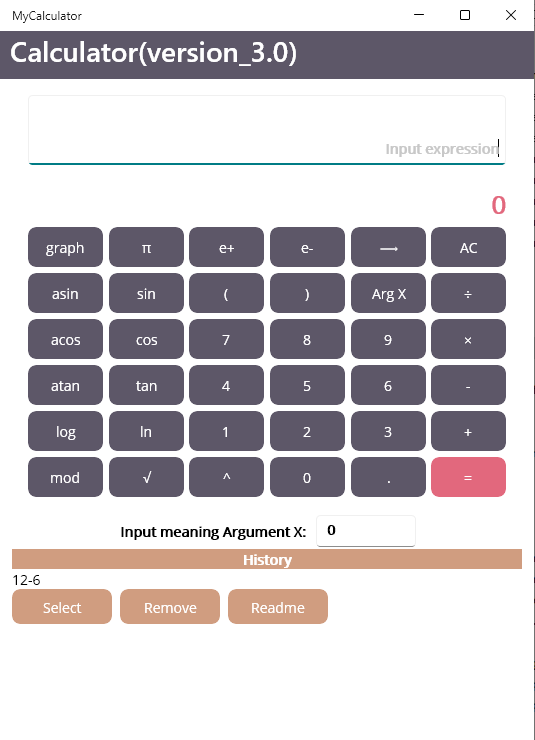 MyCalculator
Calculator(version_3.0)
Input expression
0
graph π e+ e- ⟶ AC
asin sin ( ) Arg X ÷
acos cos 7 8 9 ×
atan tan 4 5 6 -
log ln 1 2 3 +
mod √ ^ 0 . =
Input meaning Argument X: 0
History
12-6
Select Remove Readme